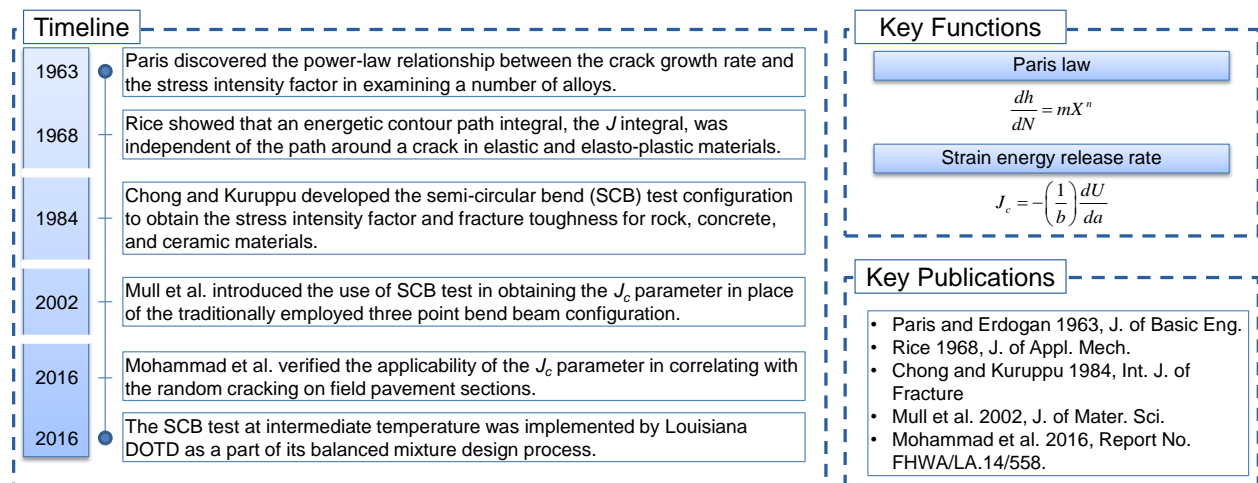 Timeline
1963
Paris discovered the power-law relationship between the crack growth rate and
the stress intensity factor in examining a number of alloys.
1968
Rice showed that an energetic contour path integral, the J integral, was
independent of the path around a crack in elastic and elasto-plastic materials.
1984
Chong and Kuruppu developed the semi-circular bend (SCB) test configuration
to obtain the stress intensity factor and fracture toughness for rock, concrete,
and ceramic materials.
2002
Mull et al. introduced the use of SCB test in obtaining the J_c parameter in place
of the traditionally employed three point bend beam configuration.
2016
Mohammad et al. verified the applicability of the J_c parameter in correlating with
the random cracking on field pavement sections.
2016
The SCB test at intermediate temperature was implemented by Louisiana
DOTD as a part of its balanced mixture design process.
Key Functions
Paris law
dh/dN = mX^n
Strain energy release rate
J_c = -(1/b) dU/da
Key Publications
• Paris and Erdogan 1963, J. of Basic Eng.
• Rice 1968, J. of Appl. Mech.
• Chong and Kuruppu 1984, Int. J. of
Fracture
• Mull et al. 2002, J. of Mater. Sci.
• Mohammad et al. 2016, Report No.
FHWA/LA.14/558.